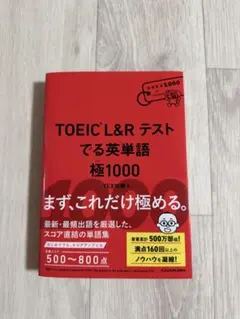 TOEIC® L&R テスト
でる英単語
極1000
1000
まず、これだけ極める。
最新・最頻出語を厳選した、
スコア直結の単語集
500~800点
著者累計500万部超!
満点160回以上の
ノウハウを凝縮!